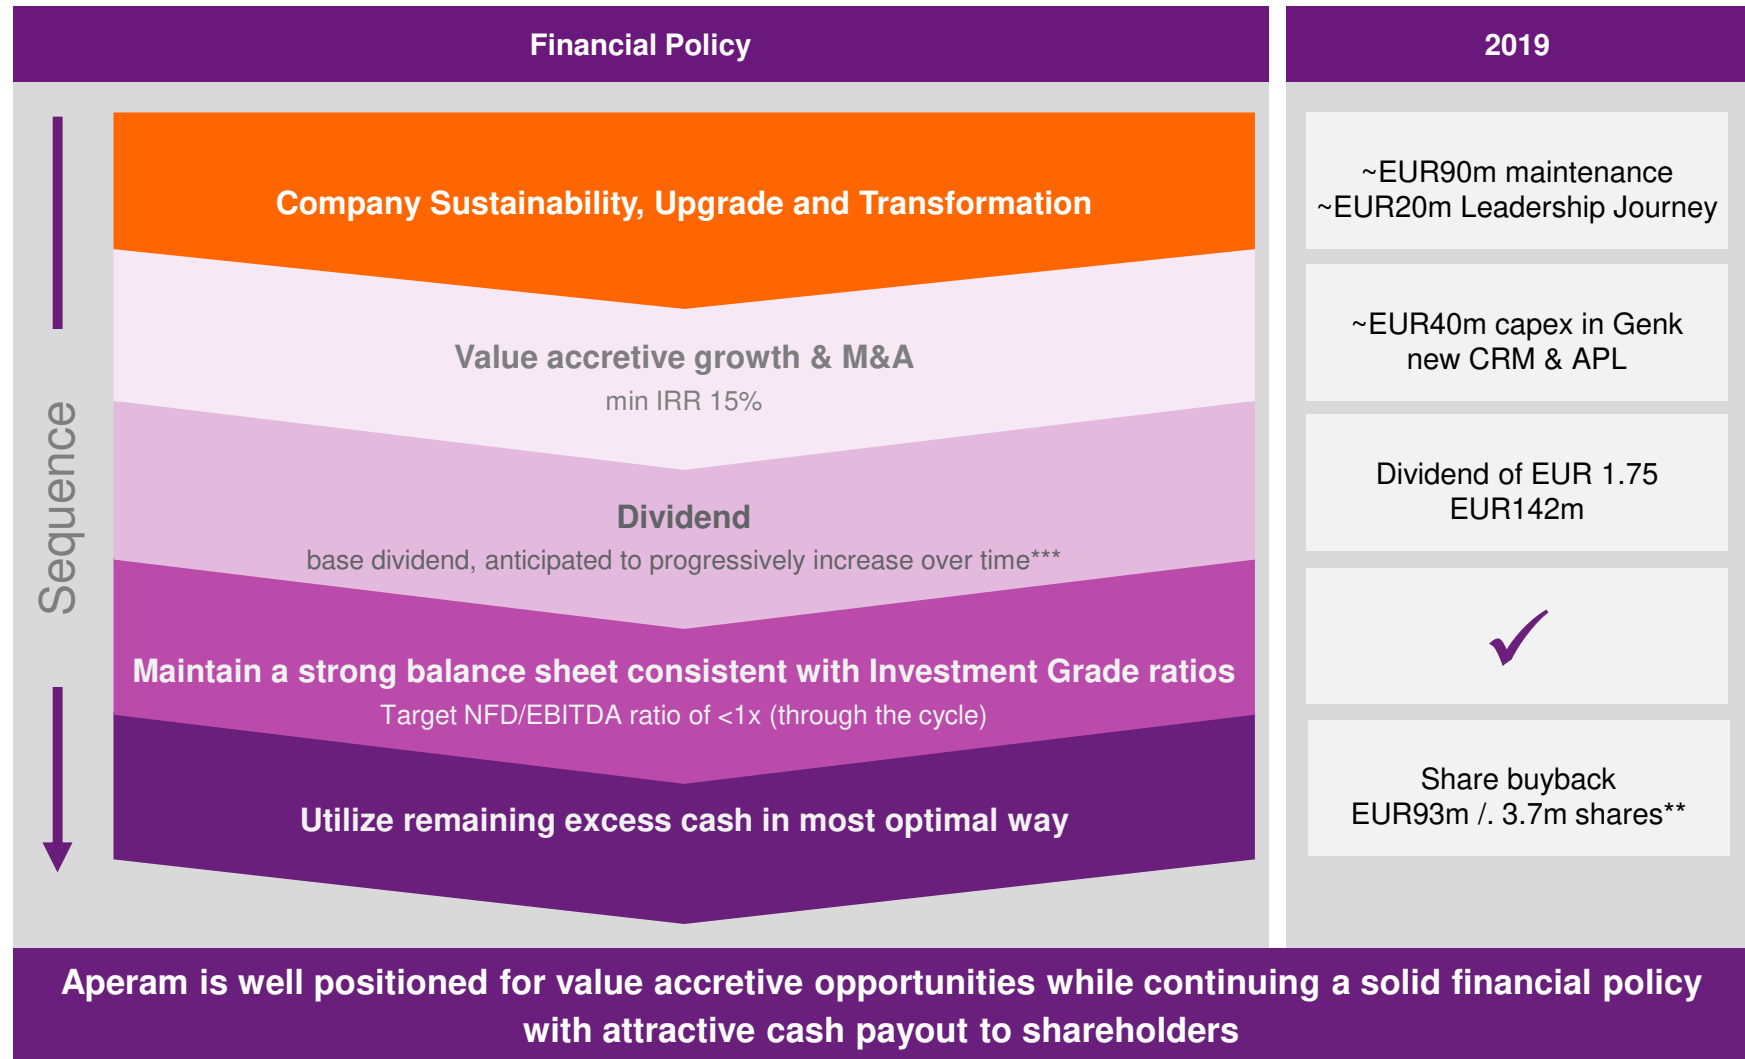 Financial Policy
2019
Sequence
Company Sustainability, Upgrade and Transformation
~EUR90m maintenance
~EUR20m Leadership Journey
Value accretive growth & M&A
min IRR 15%
~EUR40m capex in Genk
new CRM & APL
Dividend
base dividend, anticipated to progressively increase over time***
Dividend of EUR 1.75
EUR142m
Maintain a strong balance sheet consistent with Investment Grade ratios
Target NFD/EBITDA ratio of <1x (through the cycle)
Utilize remaining excess cash in most optimal way
Share buyback
EUR93m /. 3.7m shares**
Aperam is well positioned for value accretive opportunities while continuing a solid financial policy
with attractive cash payout to shareholders